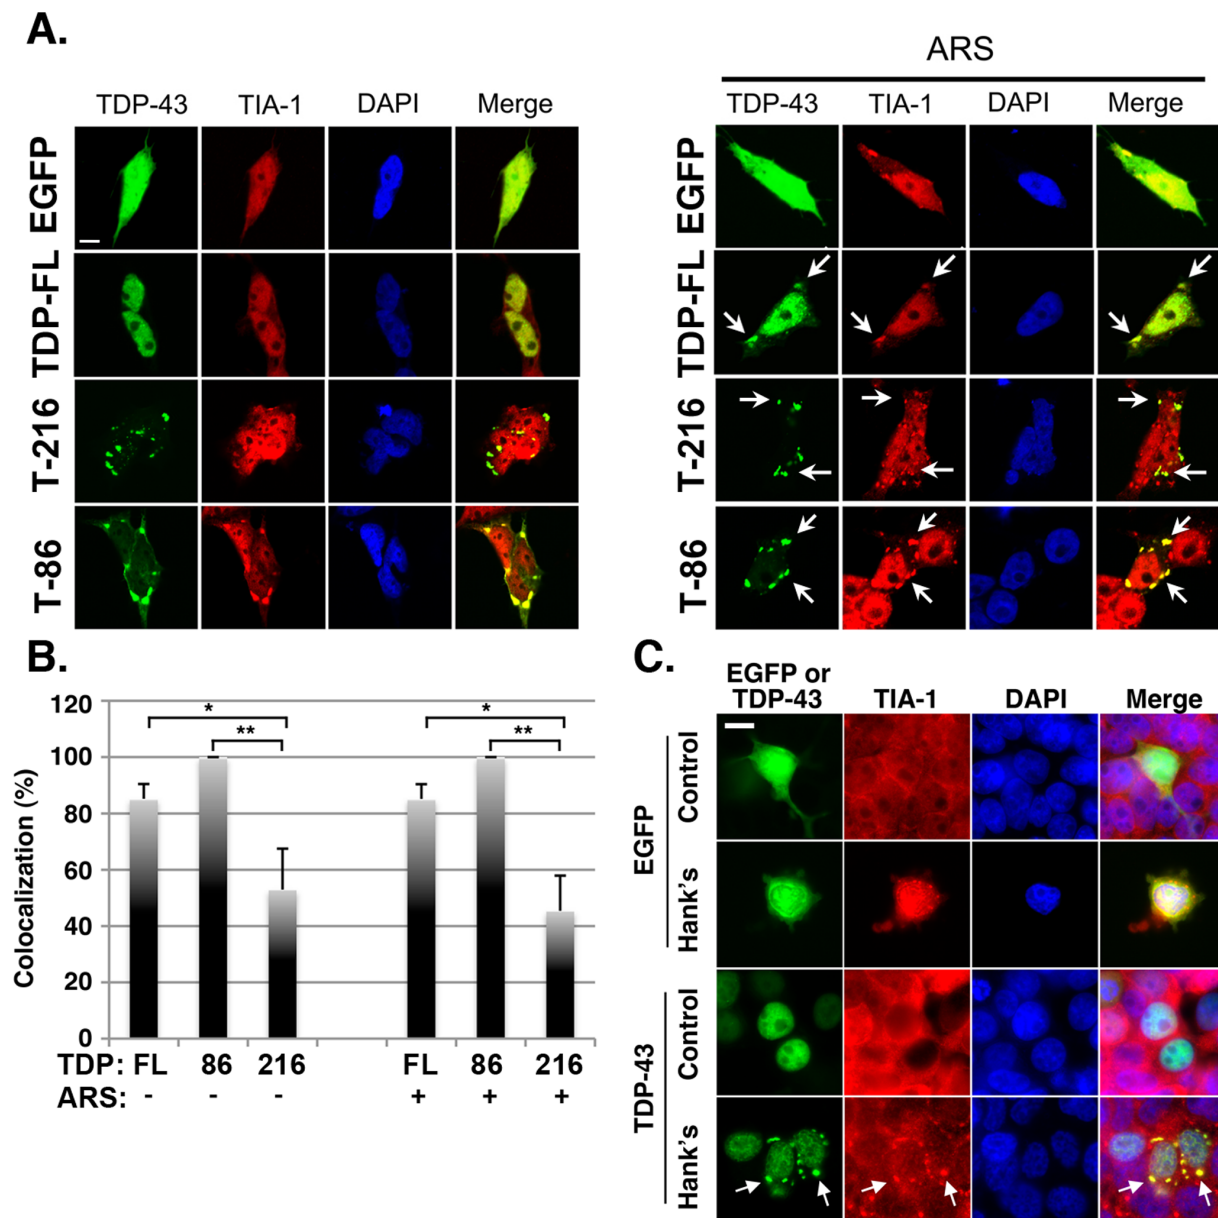 A.
ARS
TDP-43 TIA-1 DAPI Merge
TDP-43 TIA-1 DAPI Merge
EGFP
TDP-FL
T-216
T-86
EGFP
TDP-FL
T-216
T-86
B.
Colocalization (%)
120
100
80
60
40
20
0
* ** * **
TDP: FL 86 216 FL 86 216
ARS: - - - + + +
C.
EGFP or
TDP-43 TIA-1 DAPI Merge
EGFP
Control
Hank's
TDP-43
Control
Hank's